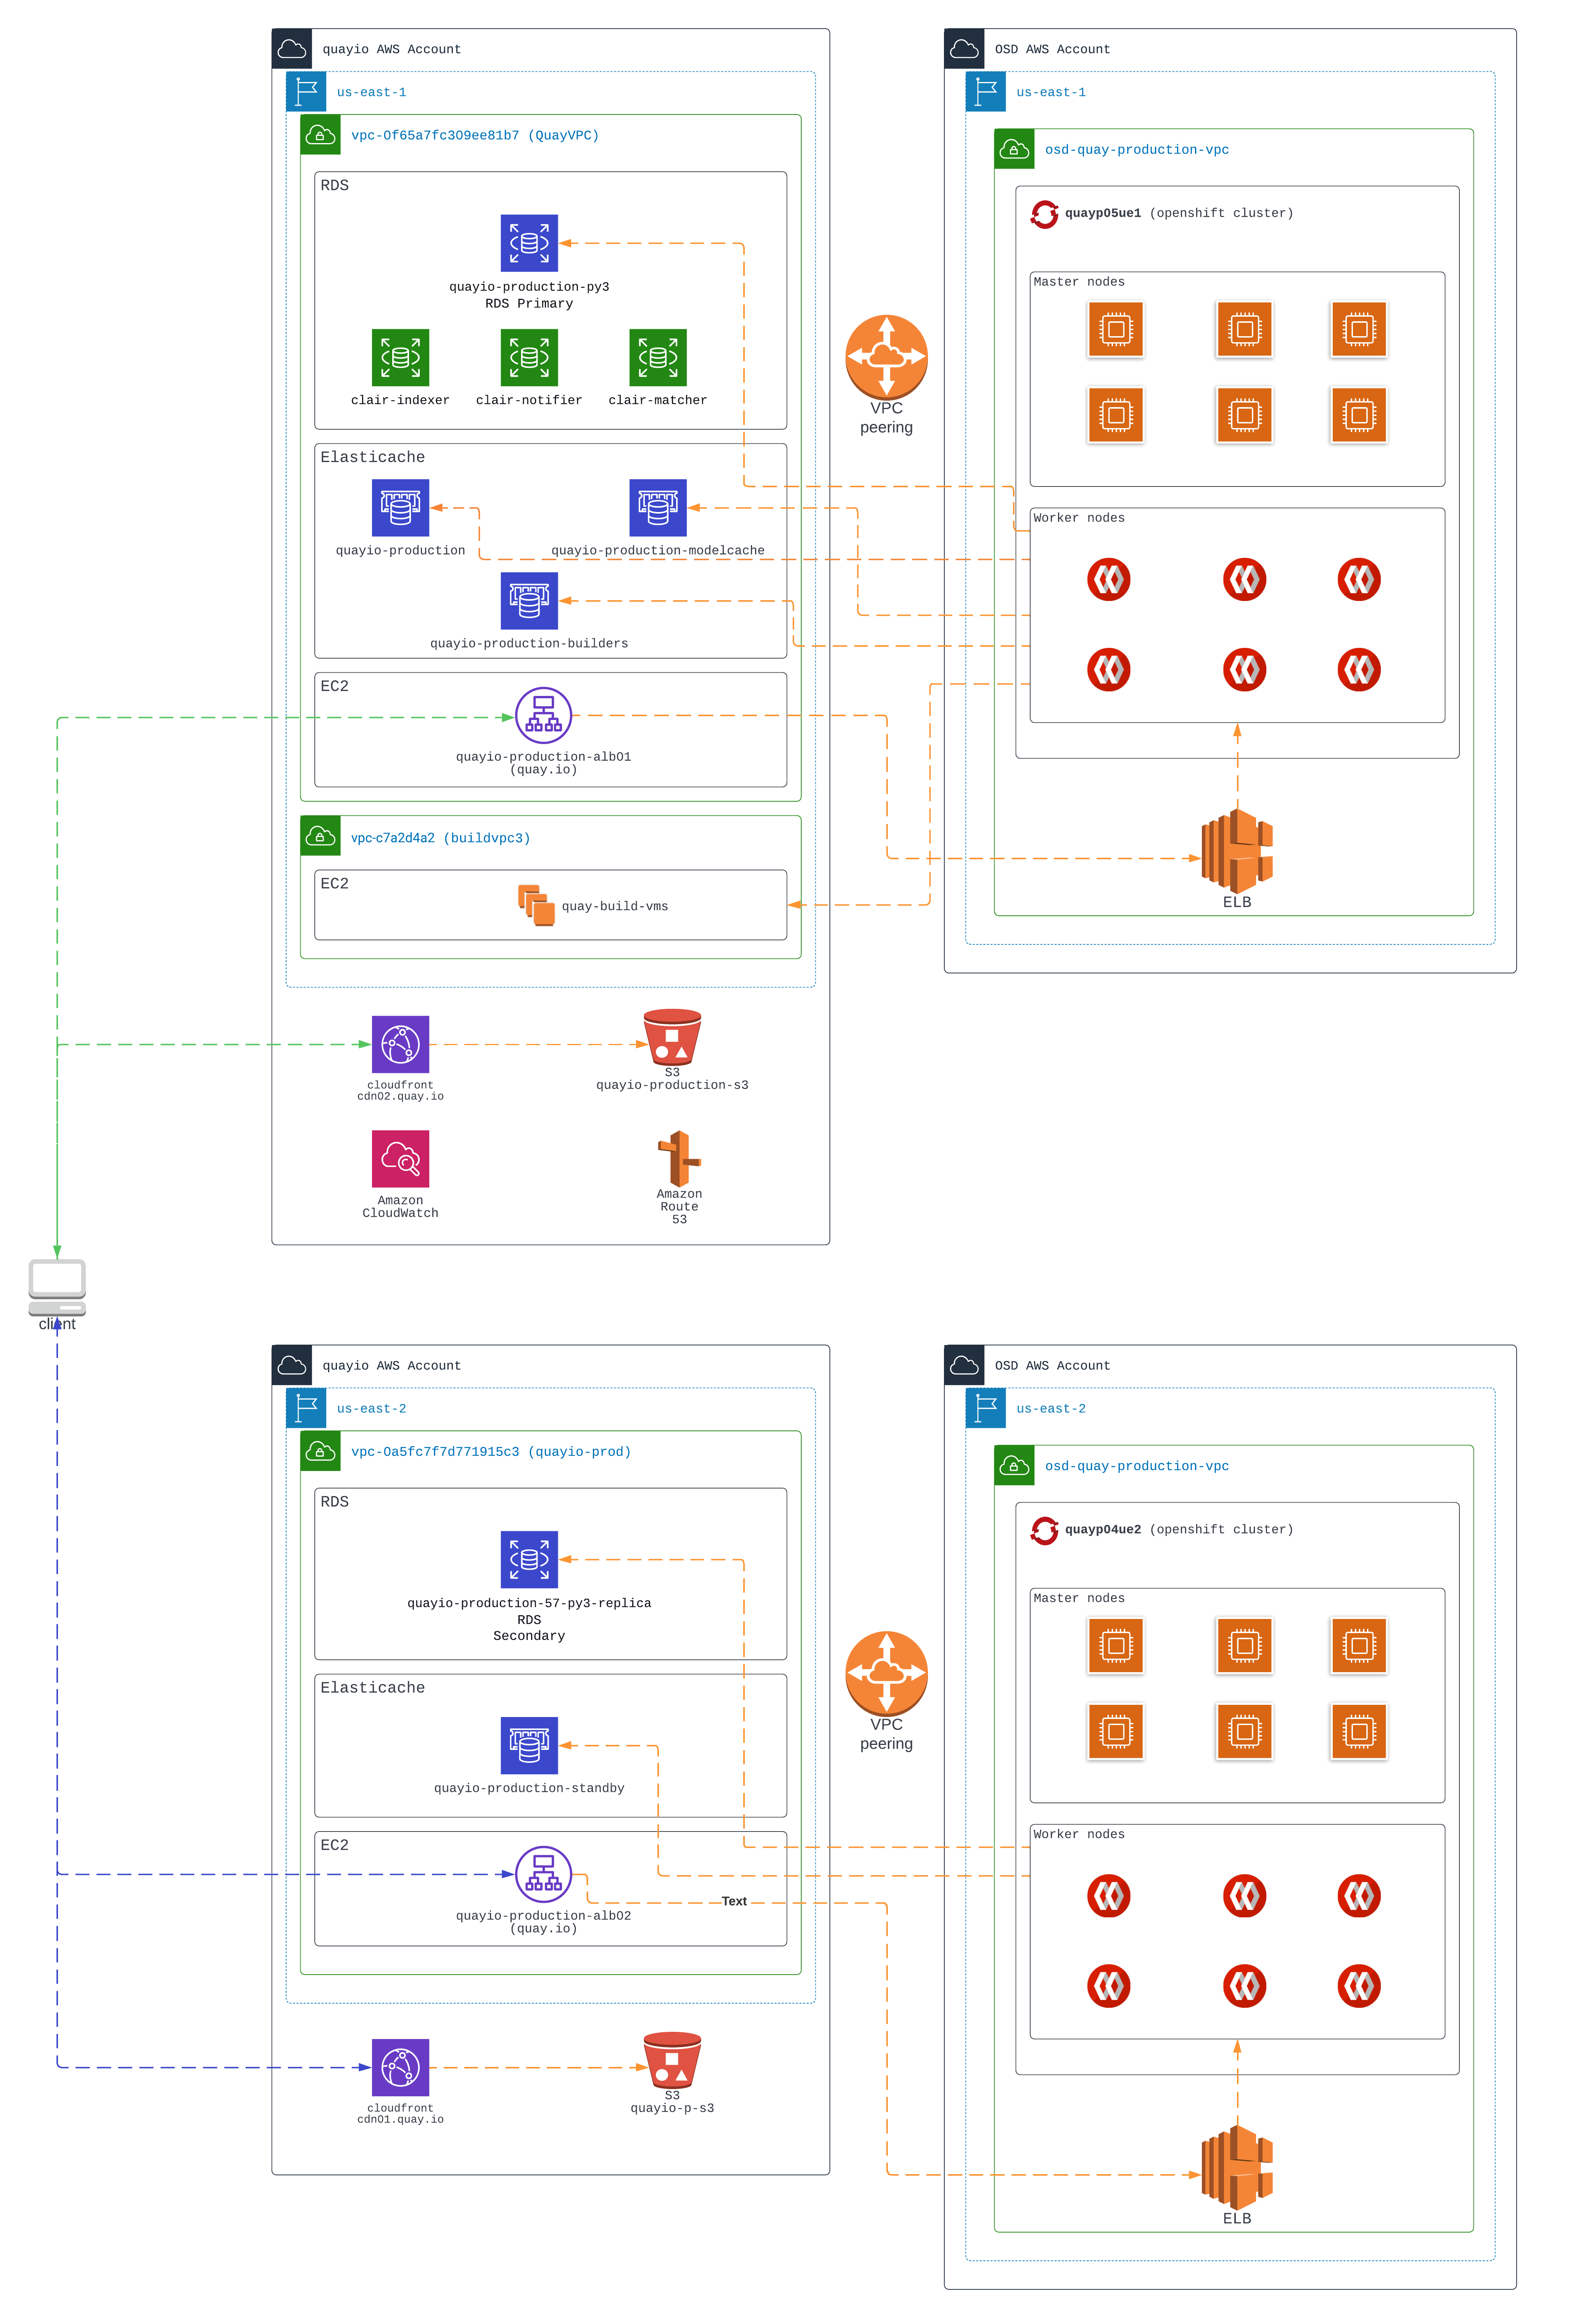 quayio AWS Account
us-east-1
vpc-0f65a7fc309ee81b7 (QuayVPC)
RDS
quayio-production-py3
RDS Primary
clair-indexer
clair-notifier
clair-matcher
Elasticache
quayio-production
quayio-production-modelcache
quayio-production-builders
EC2
quayio-production-alb01
(quay.io)
vpc-c7a2d4a2 (buildvpc3)
EC2
quay-build-vms
cloudfront
cdn02.quay.io
S3
quayio-production-s3
Amazon
CloudWatch
Amazon
Route
53
VPC
peering
OSD AWS Account
us-east-1
osd-quay-production-vpc
quayp05ue1 (openshift cluster)
Master nodes
Worker nodes
ELB
client
quayio AWS Account
us-east-2
vpc-0a5fc7f7d771915c3 (quayio-prod)
RDS
quayio-production-57-py3-replica
RDS
Secondary
Elasticache
quayio-production-standby
EC2
quayio-production-alb02
(quay.io)
Text
cloudfront
cdn01.quay.io
S3
quayio-p-s3
VPC
peering
OSD AWS Account
us-east-2
osd-quay-production-vpc
quayp04ue2 (openshift cluster)
Master nodes
Worker nodes
ELB